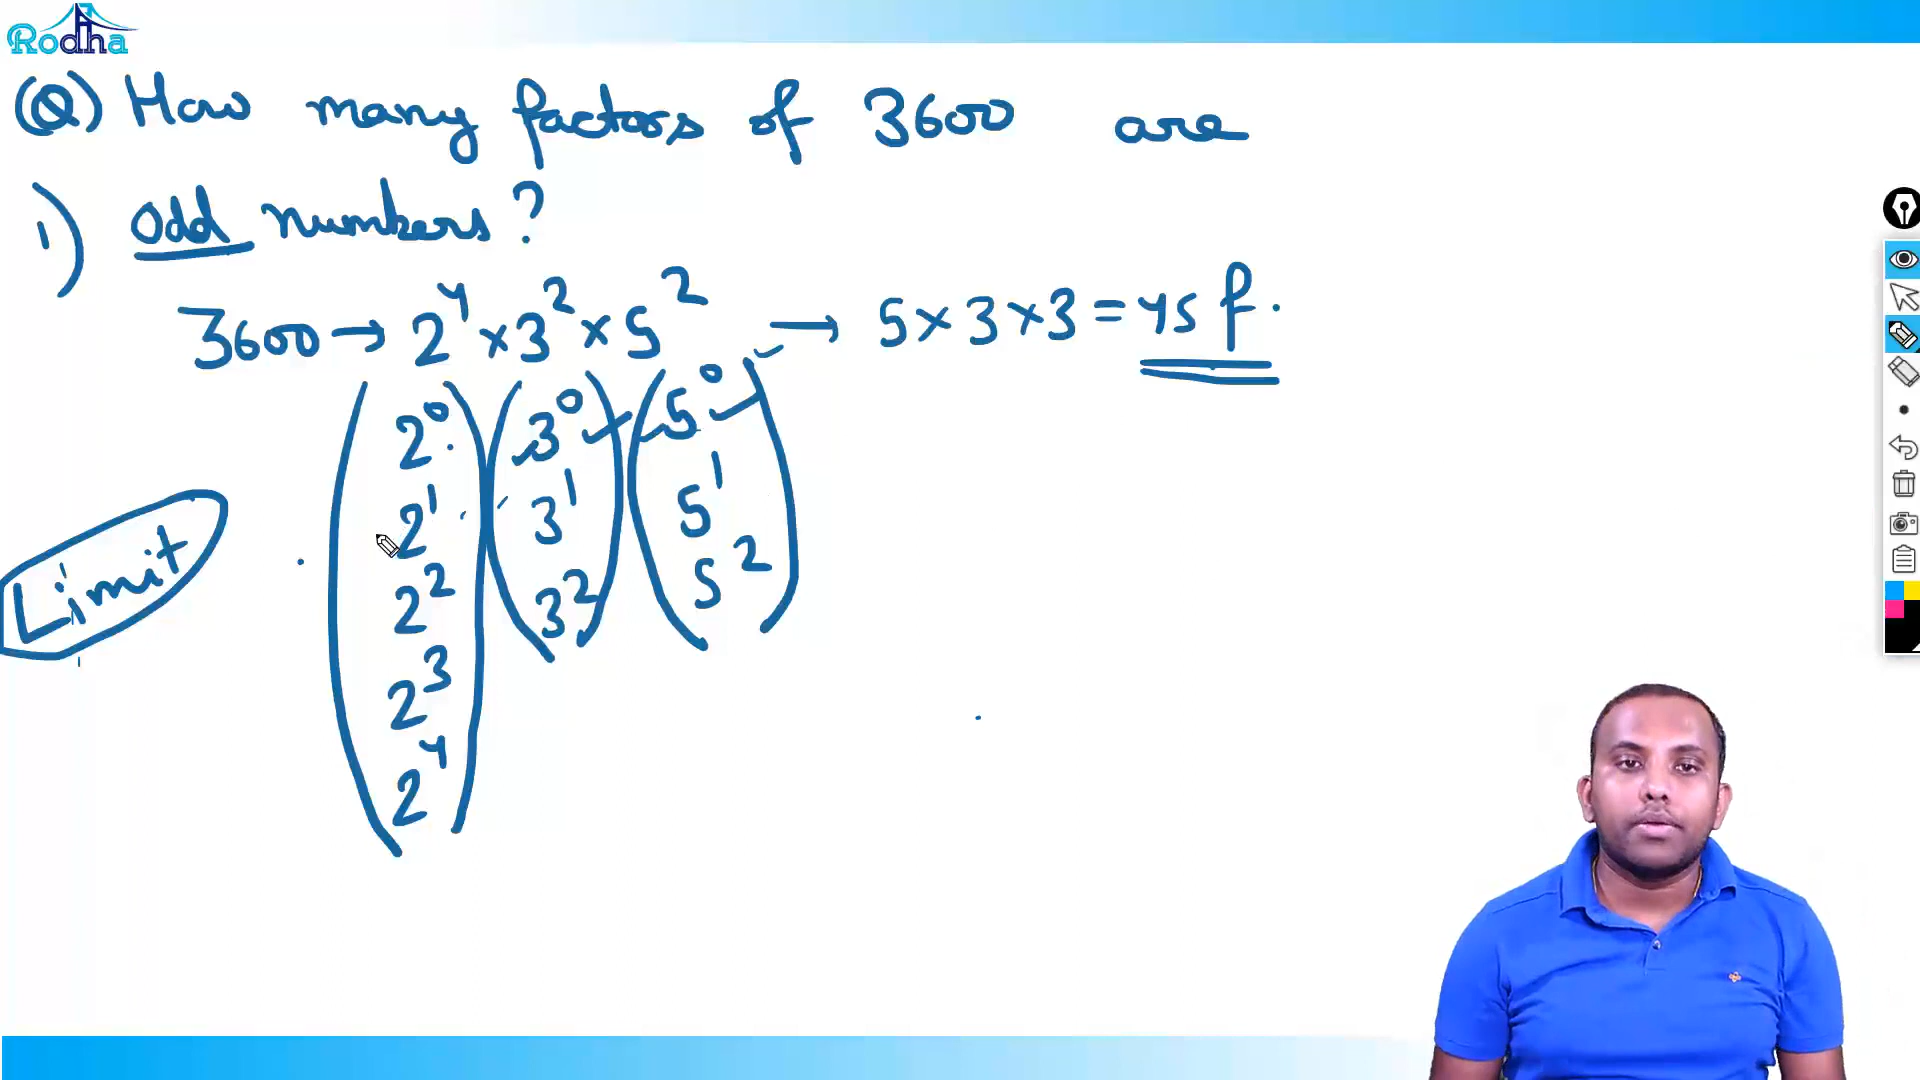 Rodha
(Q) How many factors of 3600 are
1) Odd numbers?
3600 → 2⁴ × 3² × 5² → 5 × 3 × 3 = 45 f.
2⁰ 3⁰ 5⁰
2¹ 3¹ 5¹
2² 3² 5²
2³
2⁴
Limit